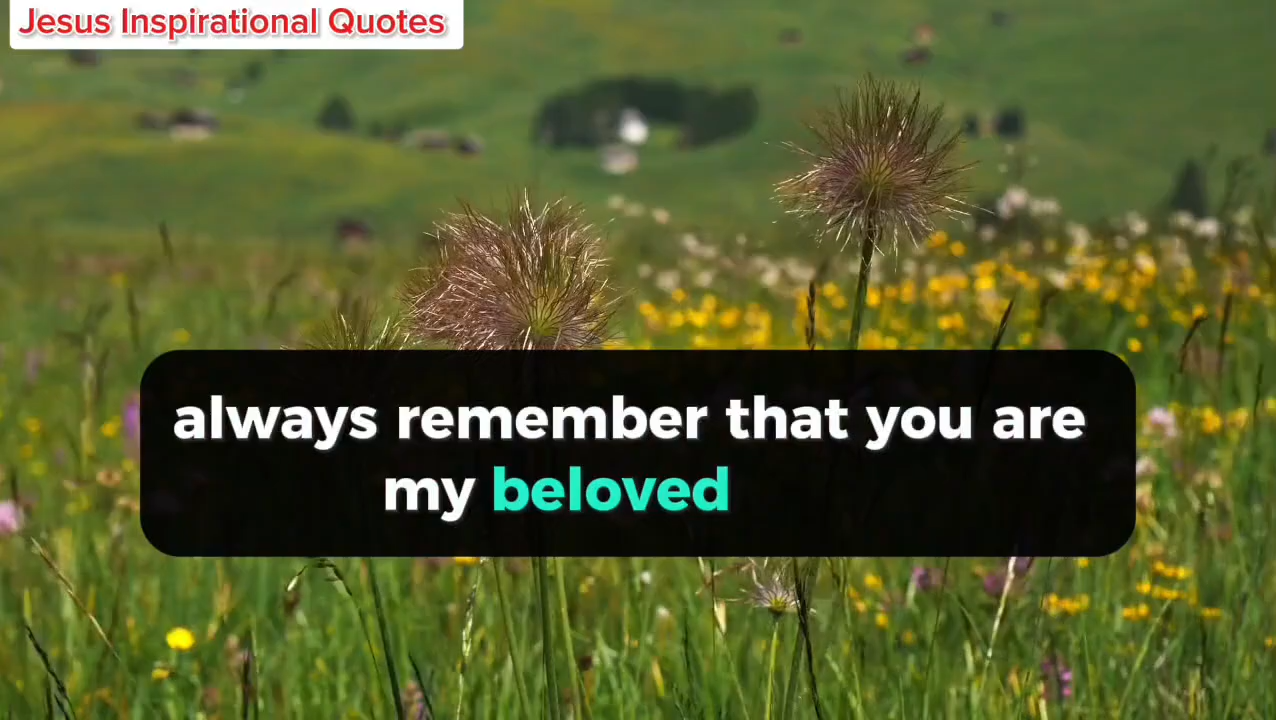 Jesus Inspirational Quotes
always remember that you are
my beloved